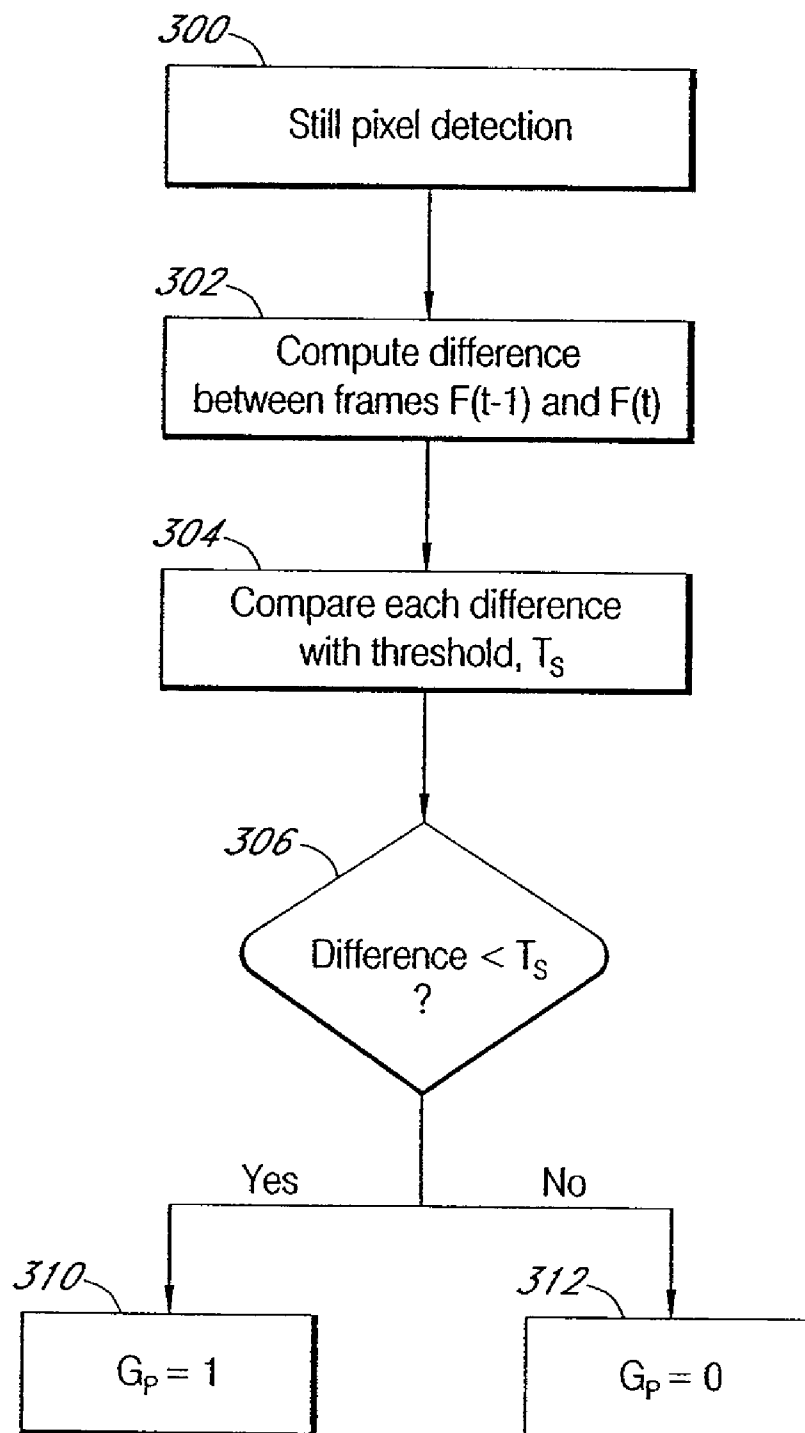 300
Still pixel detection
302
Compute difference
between frames F(t-1) and F(t)
304
Compare each difference
with threshold, Tₛ
306
Difference < Tₛ
?
Yes
No
310
Gₚ = 1
312
Gₚ = 0